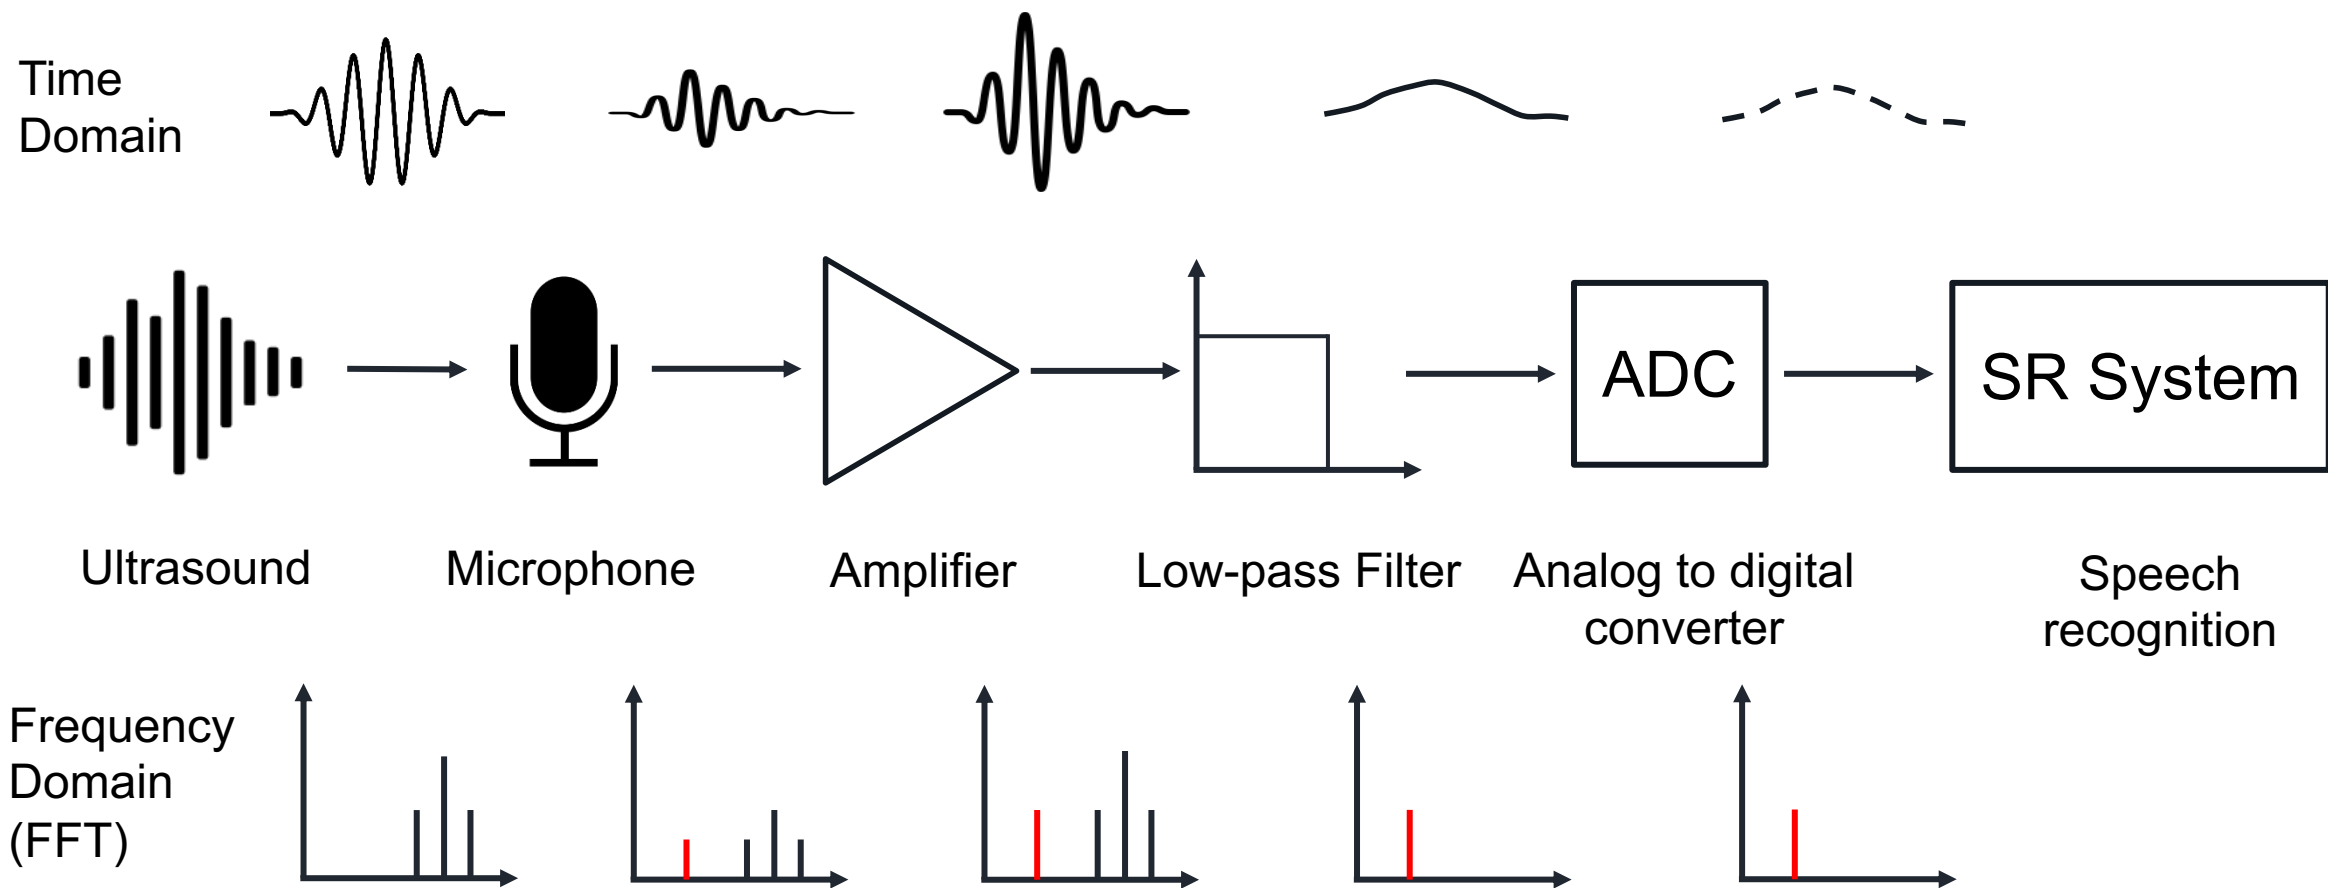 Time
Domain
ADC
SR System
Ultrasound
Microphone
Amplifier
Low-pass Filter
Analog to digital
converter
Speech
recognition
Frequency
Domain
(FFT)